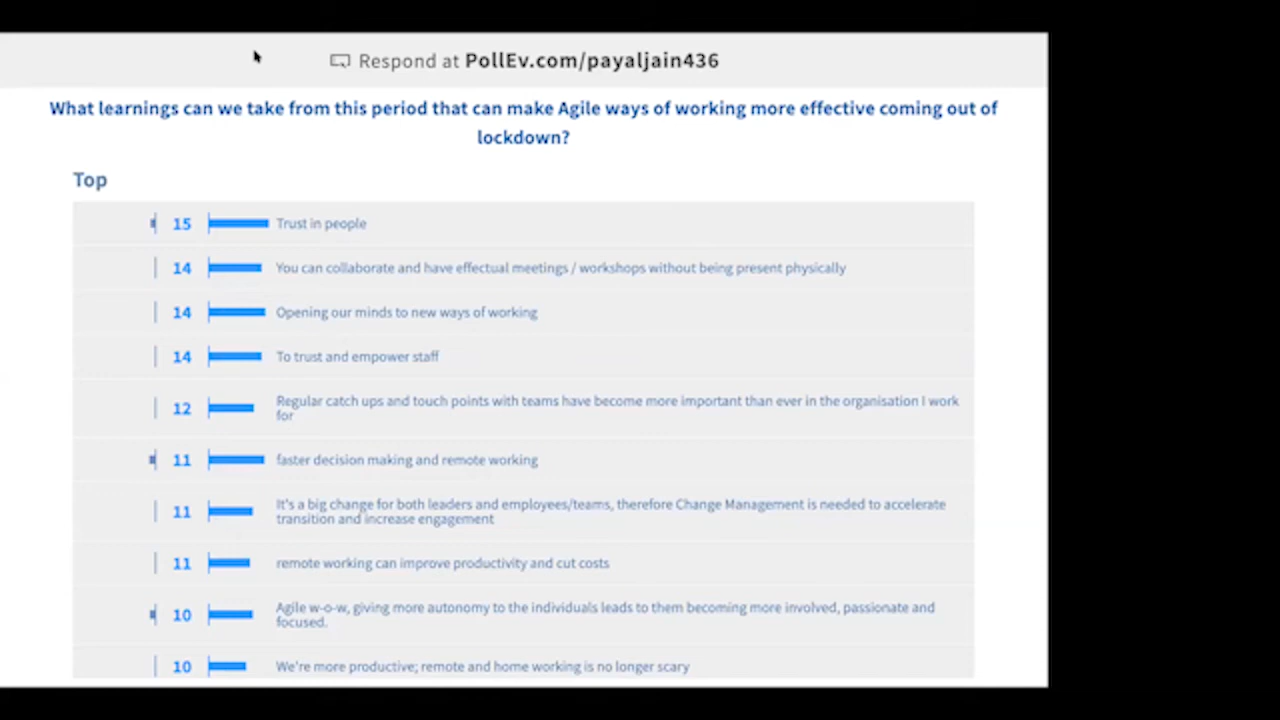 Respond at PollEv.com/payaljain436
What learnings can we take from this period that can make Agile ways of working more effective coming out of
lockdown?
Top
15 Trust in people
14 You can collaborate and have effectual meetings / workshops without being present physically
14 Opening our minds to new ways of working
14 To trust and empower staff
12 Regular catch ups and touch points with teams have become more important than ever in the organisation I work
for
11 faster decision making and remote working
11 It's a big change for both leaders and employees/teams, therefore Change Management is needed to accelerate
transition and increase engagement
11 remote working can improve productivity and cut costs
10 Agile w-o-w, giving more autonomy to the individuals leads to them becoming more involved, passionate and
focused.
10 We're more productive; remote and home working is no longer scary